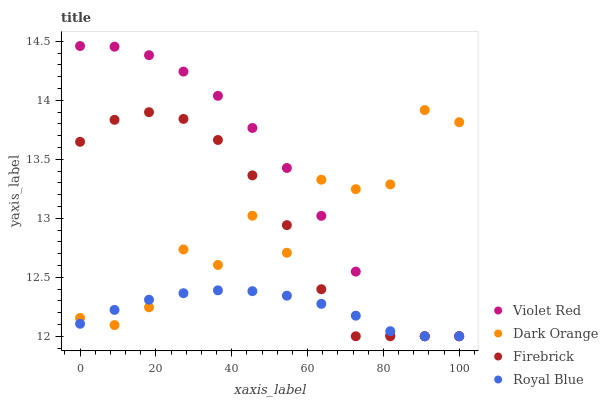 title
14.5
14
13.5
13
12.5
12
0 20 40 60 80 100
xaxis_label
yaxis_label
Violet Red
Dark Orange
Firebrick
Royal Blue